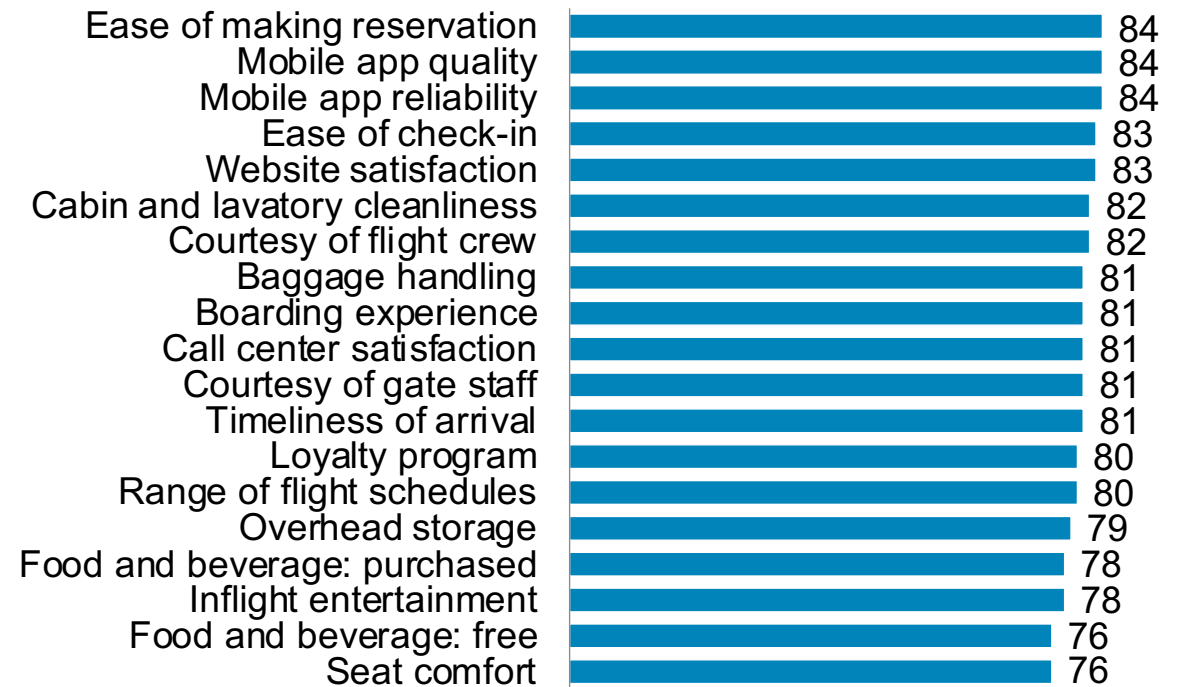 Ease of making reservation 84
Mobile app quality 84
Mobile app reliability 84
Ease of check-in 83
Website satisfaction 83
Cabin and lavatory cleanliness 82
Courtesy of flight crew 82
Baggage handling 81
Boarding experience 81
Call center satisfaction 81
Courtesy of gate staff 81
Timeliness of arrival 81
Loyalty program 80
Range of flight schedules 80
Overhead storage 79
Food and beverage: purchased 78
Inflight entertainment 78
Food and beverage: free 76
Seat comfort 76